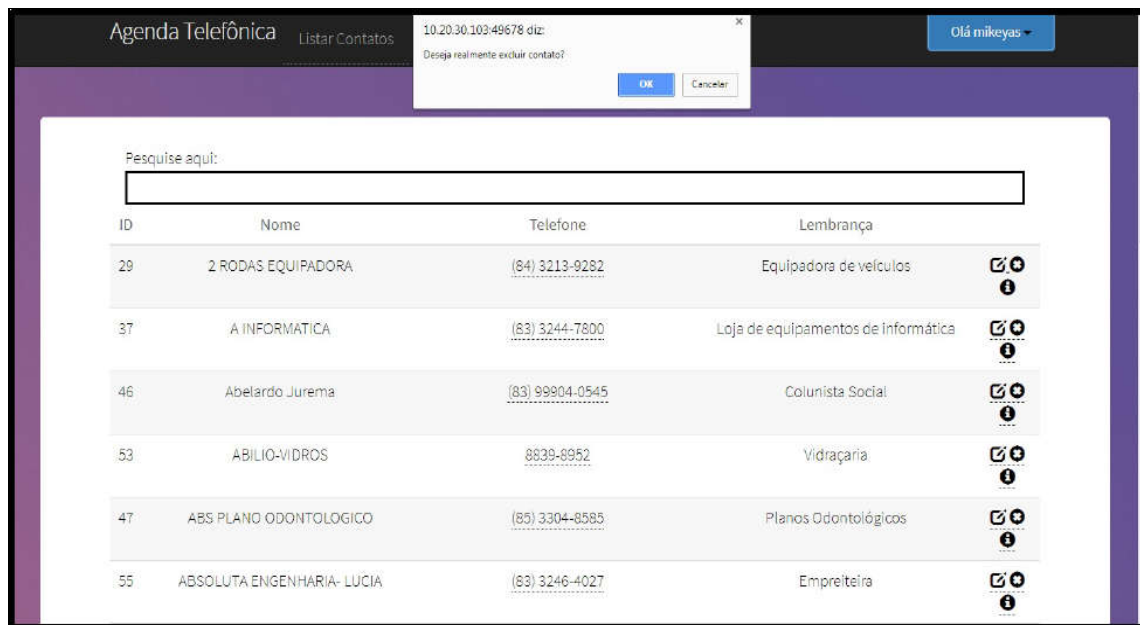 Agenda Telefônica Listar Contatos Olá mikeyas
10.20.30.103:49678 diz:
Deseja realmente excluir contato?
OK Cancelar
Pesquise aqui:
ID Nome Telefone Lembrança
29 2 RODAS EQUIPADORA (84) 3213-9282 Equipadora de veículos
37 A INFORMATICA (83) 3244-7800 Loja de equipamentos de informática
46 Abelardo Jurema (83) 99904-0545 Colunista Social
53 ABILIO-VIDROS 8839-8952 Vidraçaria
47 ABS PLANO ODONTOLOGICO (85) 3304-8585 Planos Odontológicos
55 ABSOLUTA ENGENHARIA- LUCIA (83) 3246-4027 Empreiteira